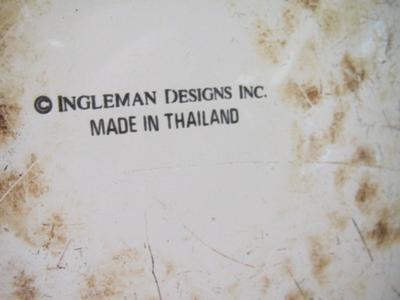 © INGLEMAN DESIGNS INC.
MADE IN THAILAND